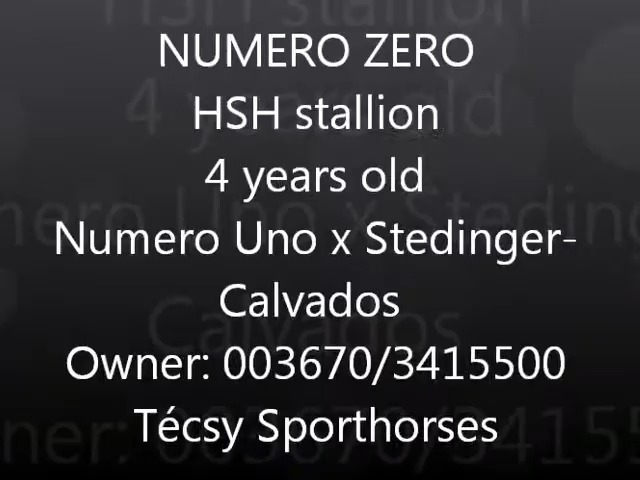 NUMERO ZERO
HSH stallion
4 years old
Numero Uno x Stedinger-
Calvados
Owner: 003670/3415500
Técsy Sporthorses